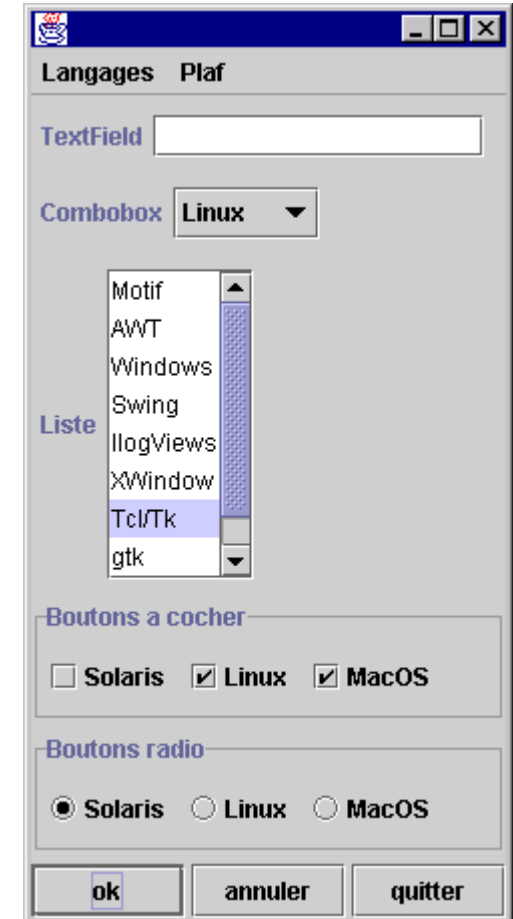 Langages Plaf
TextField
Combobox Linux
Motif
AWT
Windows
Swing
Liste
IlogViews
XWindow
Tcl/Tk
gtk
Boutons a cocher
Solaris Linux MacOS
Boutons radio
Solaris Linux MacOS
ok annuler quitter